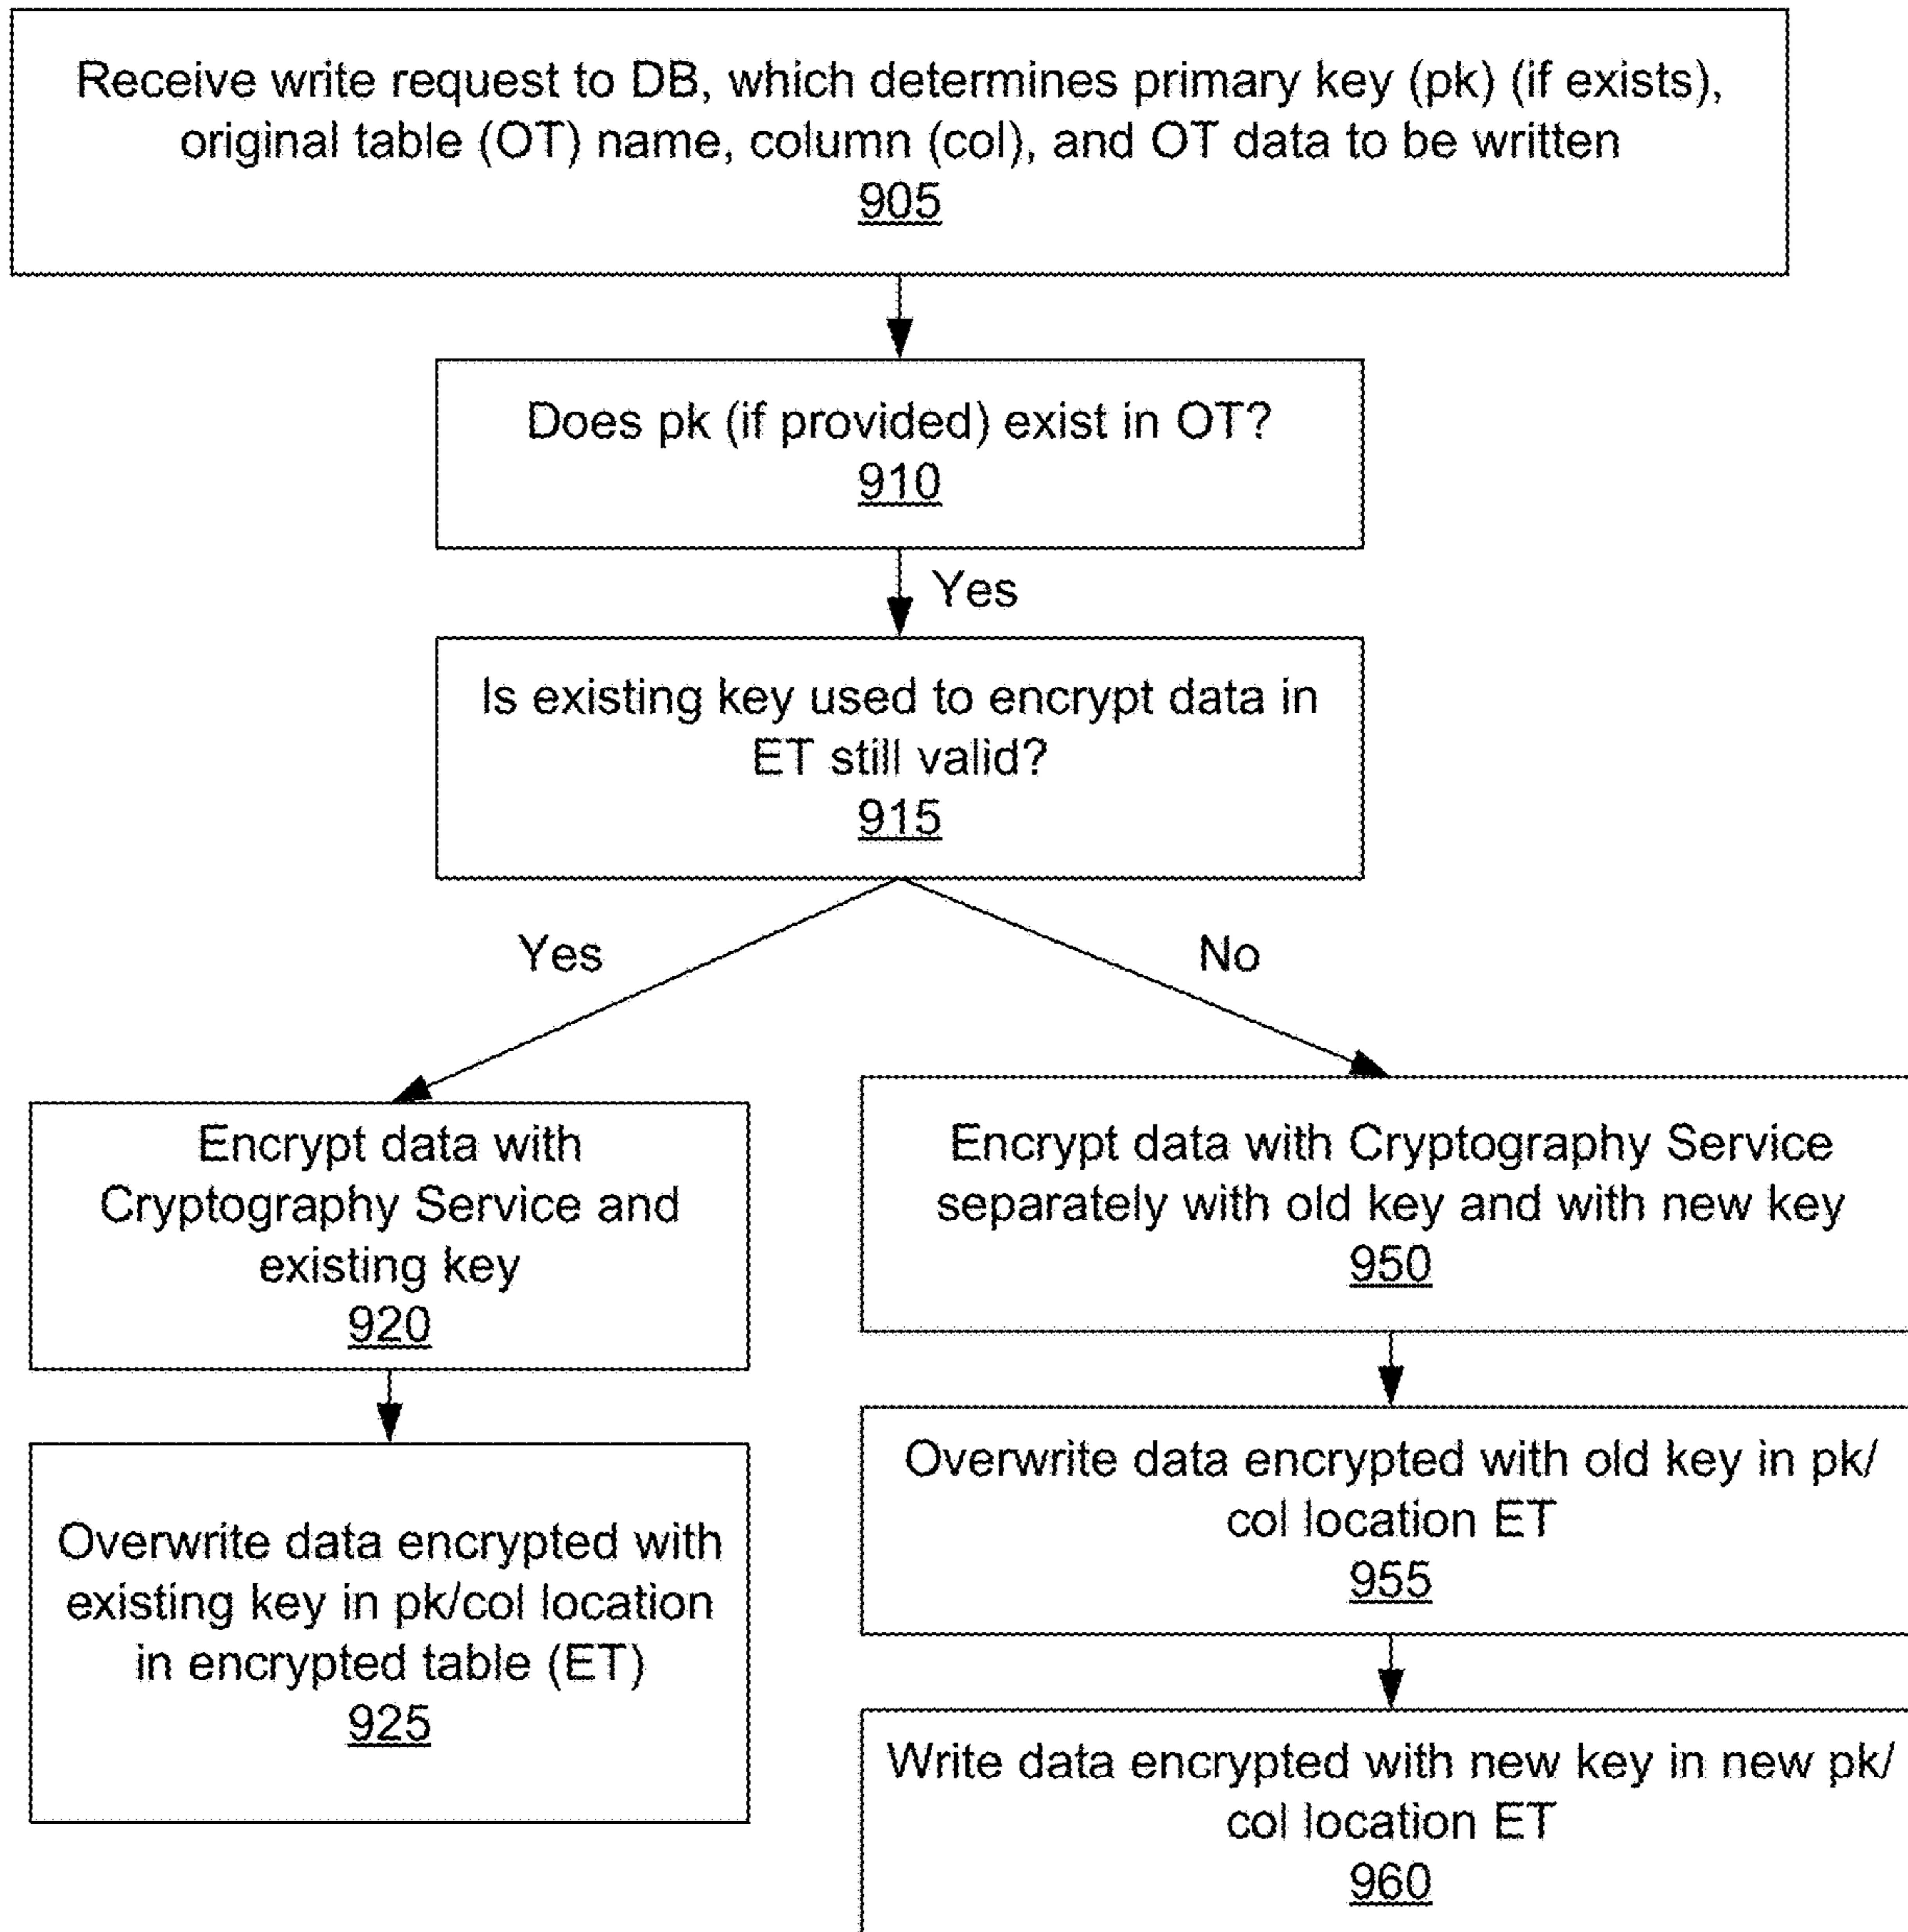 Receive write request to DB, which determines primary key (pk) (if exists),
original table (OT) name, column (col), and OT data to be written
905
Does pk (if provided) exist in OT?
910
Yes
Is existing key used to encrypt data in
ET still valid?
915
Yes
No
Encrypt data with
Cryptography Service and
existing key
920
Encrypt data with Cryptography Service
separately with old key and with new key
950
Overwrite data encrypted with
existing key in pk/col location
in encrypted table (ET)
925
Overwrite data encrypted with old key in pk/
col location ET
955
Write data encrypted with new key in new pk/
col location ET
960